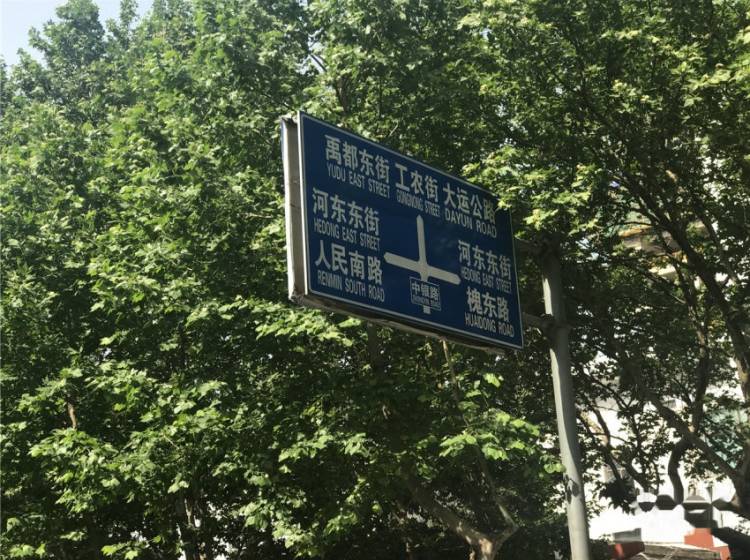 禹都东街 工农街 大运公路
YUDU EAST STREET GONGNONG STREET DAYUN ROAD
河东东街
HEDONG EAST STREET
人民南路
RENMIN SOUTH ROAD
河东东街
HEDONG EAST STREET
槐东路
HUAIDONG ROAD
中银路